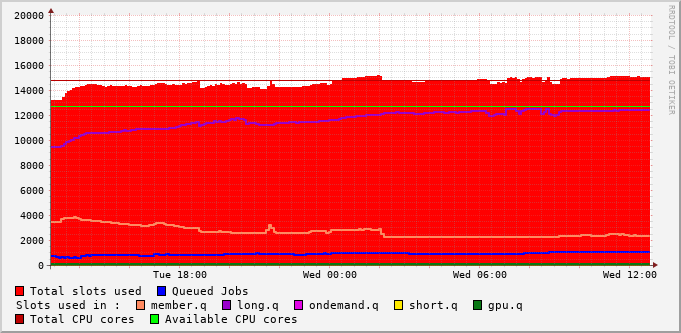 20000
18000
16000
14000
12000
10000
8000
6000
4000
2000
0
Tue 18:00 Wed 00:00 Wed 06:00 Wed 12:00
RRDTOOL / TOBI OETIKER
Total slots used Queued Jobs
Slots used in : member.q long.q ondemand.q short.q gpu.q
Total CPU cores Available CPU cores